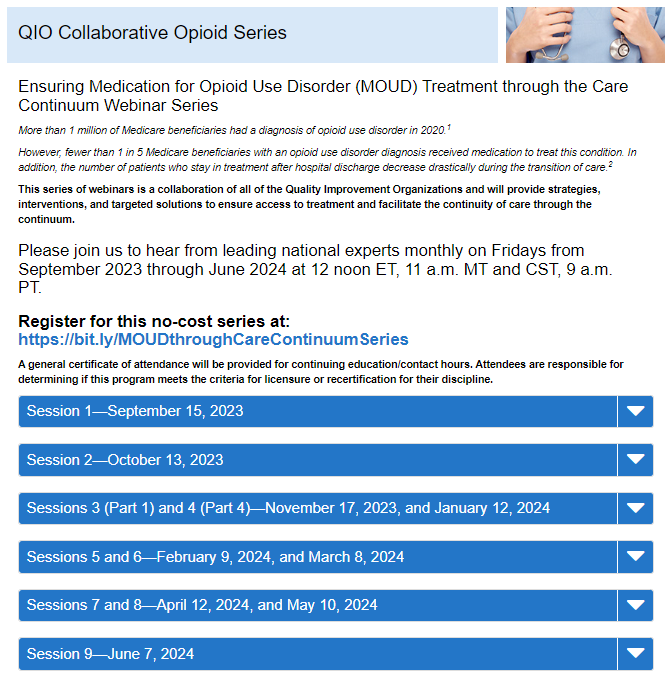 QIO Collaborative Opioid Series
Ensuring Medication for Opioid Use Disorder (MOUD) Treatment through the Care
Continuum Webinar Series
More than 1 million of Medicare beneficiaries had a diagnosis of opioid use disorder in 2020.1
However, fewer than 1 in 5 Medicare beneficiaries with an opioid use disorder diagnosis received medication to treat this condition. In
addition, the number of patients who stay in treatment after hospital discharge decrease drastically during the transition of care.2
This series of webinars is a collaboration of all of the Quality Improvement Organizations and will provide strategies,
interventions, and targeted solutions to ensure access to treatment and facilitate the continuity of care through the
continuum.
Please join us to hear from leading national experts monthly on Fridays from
September 2023 through June 2024 at 12 noon ET, 11 a.m. MT and CST, 9 a.m.
PT.
Register for this no-cost series at:
https://bit.ly/MOUDthroughCareContinuumSeries
A general certificate of attendance will be provided for continuing education/contact hours. Attendees are responsible for
determining if this program meets the criteria for licensure or recertification for their discipline.
Session 1—September 15, 2023
Session 2—October 13, 2023
Sessions 3 (Part 1) and 4 (Part 4)—November 17, 2023, and January 12, 2024
Sessions 5 and 6—February 9, 2024, and March 8, 2024
Sessions 7 and 8—April 12, 2024, and May 10, 2024
Session 9—June 7, 2024